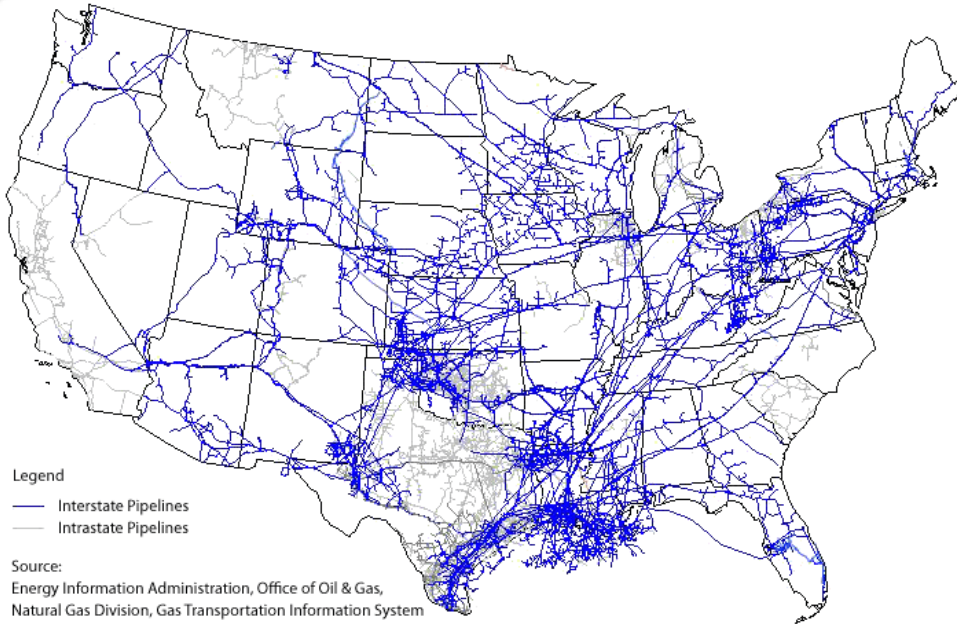 Legend
Interstate Pipelines
Intrastate Pipelines
Source:
Energy Information Administration, Office of Oil & Gas,
Natural Gas Division, Gas Transportation Information System